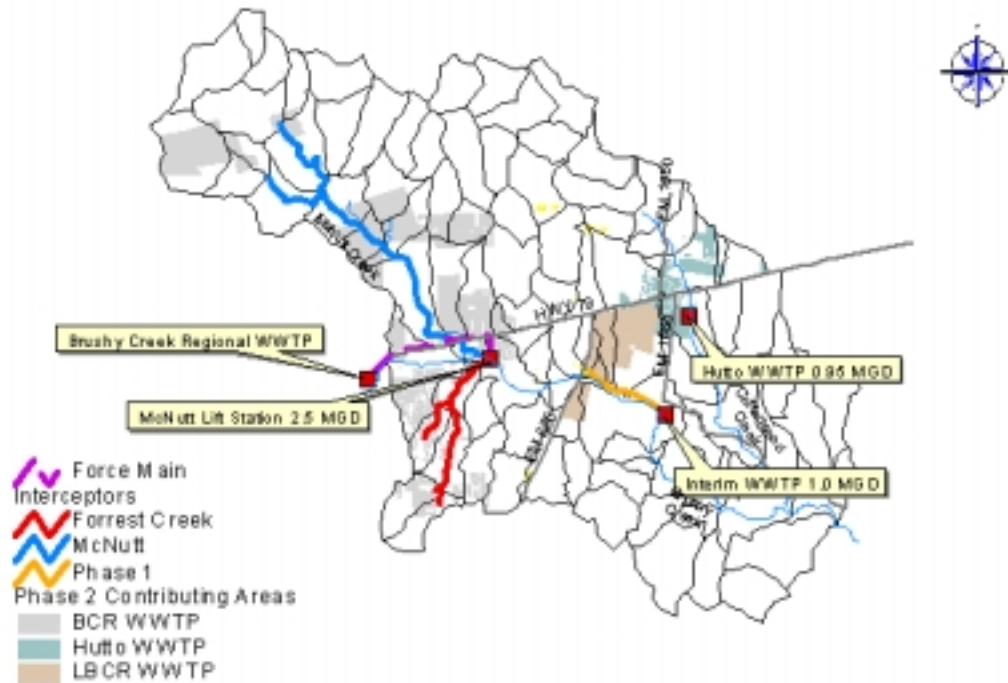 F.M. 1660
HWY 79
Brushy Creek Regional WWTP
Hutto WWTP 0.95 MGD
McNutt Lift Station 2.5 MGD
Interim WWTP 1.0 MGD
Creek
Force Main
Interceptors
Forrest Creek
McNutt
Phase 1
Phase 2 Contributing Areas
BCR WWTP
Hutto WWTP
LBCR WWTP